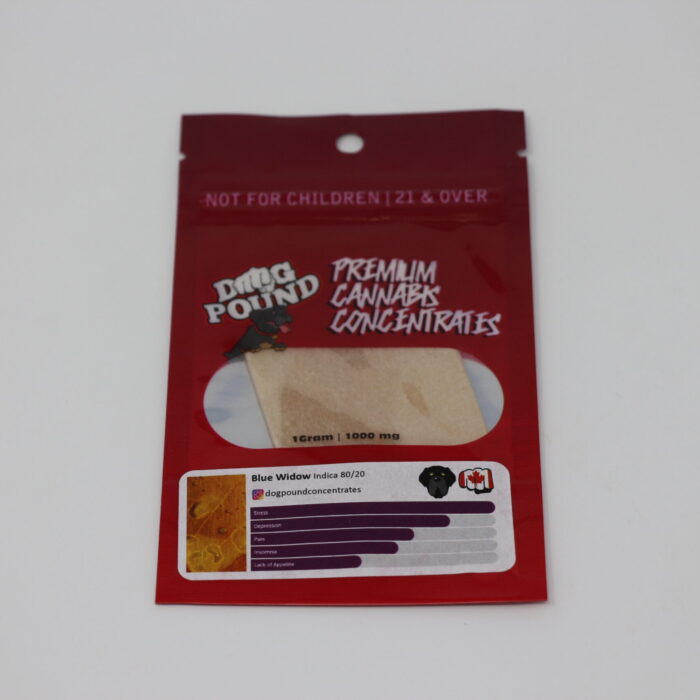 NOT FOR CHILDREN | 21 & OVER
DOG
POUND
PREMIUM
CANNABIS
CONCENTRATES
1Gram | 1000 mg
Blue Widow Indica 80/20
dogpoundconcentrates
Stress
Depression
Pain
Insomnia
Lack of Appetite